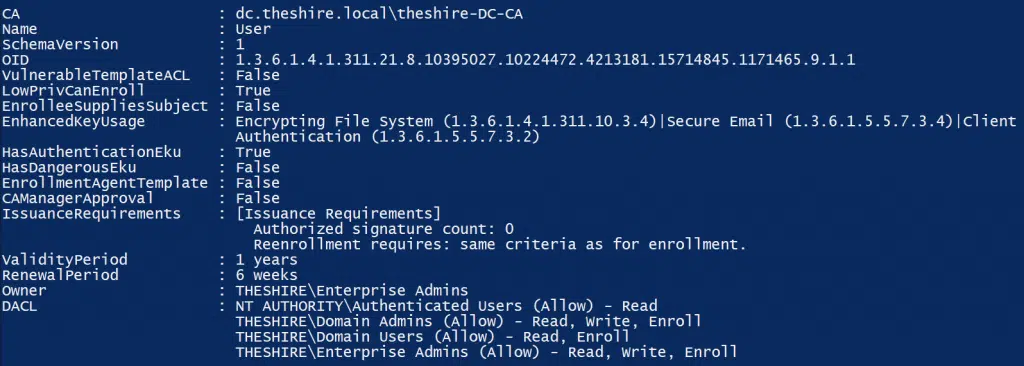 CA                     : dc.theshire.local\theshire-DC-CA
Name                   : User
SchemaVersion          : 1
OID                    : 1.3.6.1.4.1.311.21.8.10395027.10224472.4213181.15714845.1171465.9.1.1
VulnerableTemplateACL  : False
LowPrivCanEnroll       : True
EnrolleeSuppliesSubject : False
EnhancedKeyUsage       : Encrypting File System (1.3.6.1.4.1.311.10.3.4)|Secure Email (1.3.6.1.5.5.7.3.4)|Client
Authentication (1.3.6.1.5.5.7.3.2)
HasAuthenticationEku   : True
HasDangerousEku        : False
EnrollmentAgentTemplate : False
CAManagerApproval      : False
IssuanceRequirements   : [Issuance Requirements]
Authorized signature count: 0
Reenrollment requires: same criteria as for enrollment.
ValidityPeriod         : 1 years
RenewalPeriod          : 6 weeks
Owner                  : THESHIRE\Enterprise Admins
DACL                   : NT AUTHORITY\Authenticated Users (Allow) - Read
THESHIRE\Domain Admins (Allow) - Read, Write, Enroll
THESHIRE\Domain Users (Allow) - Read, Enroll
THESHIRE\Enterprise Admins (Allow) - Read, Write, Enroll